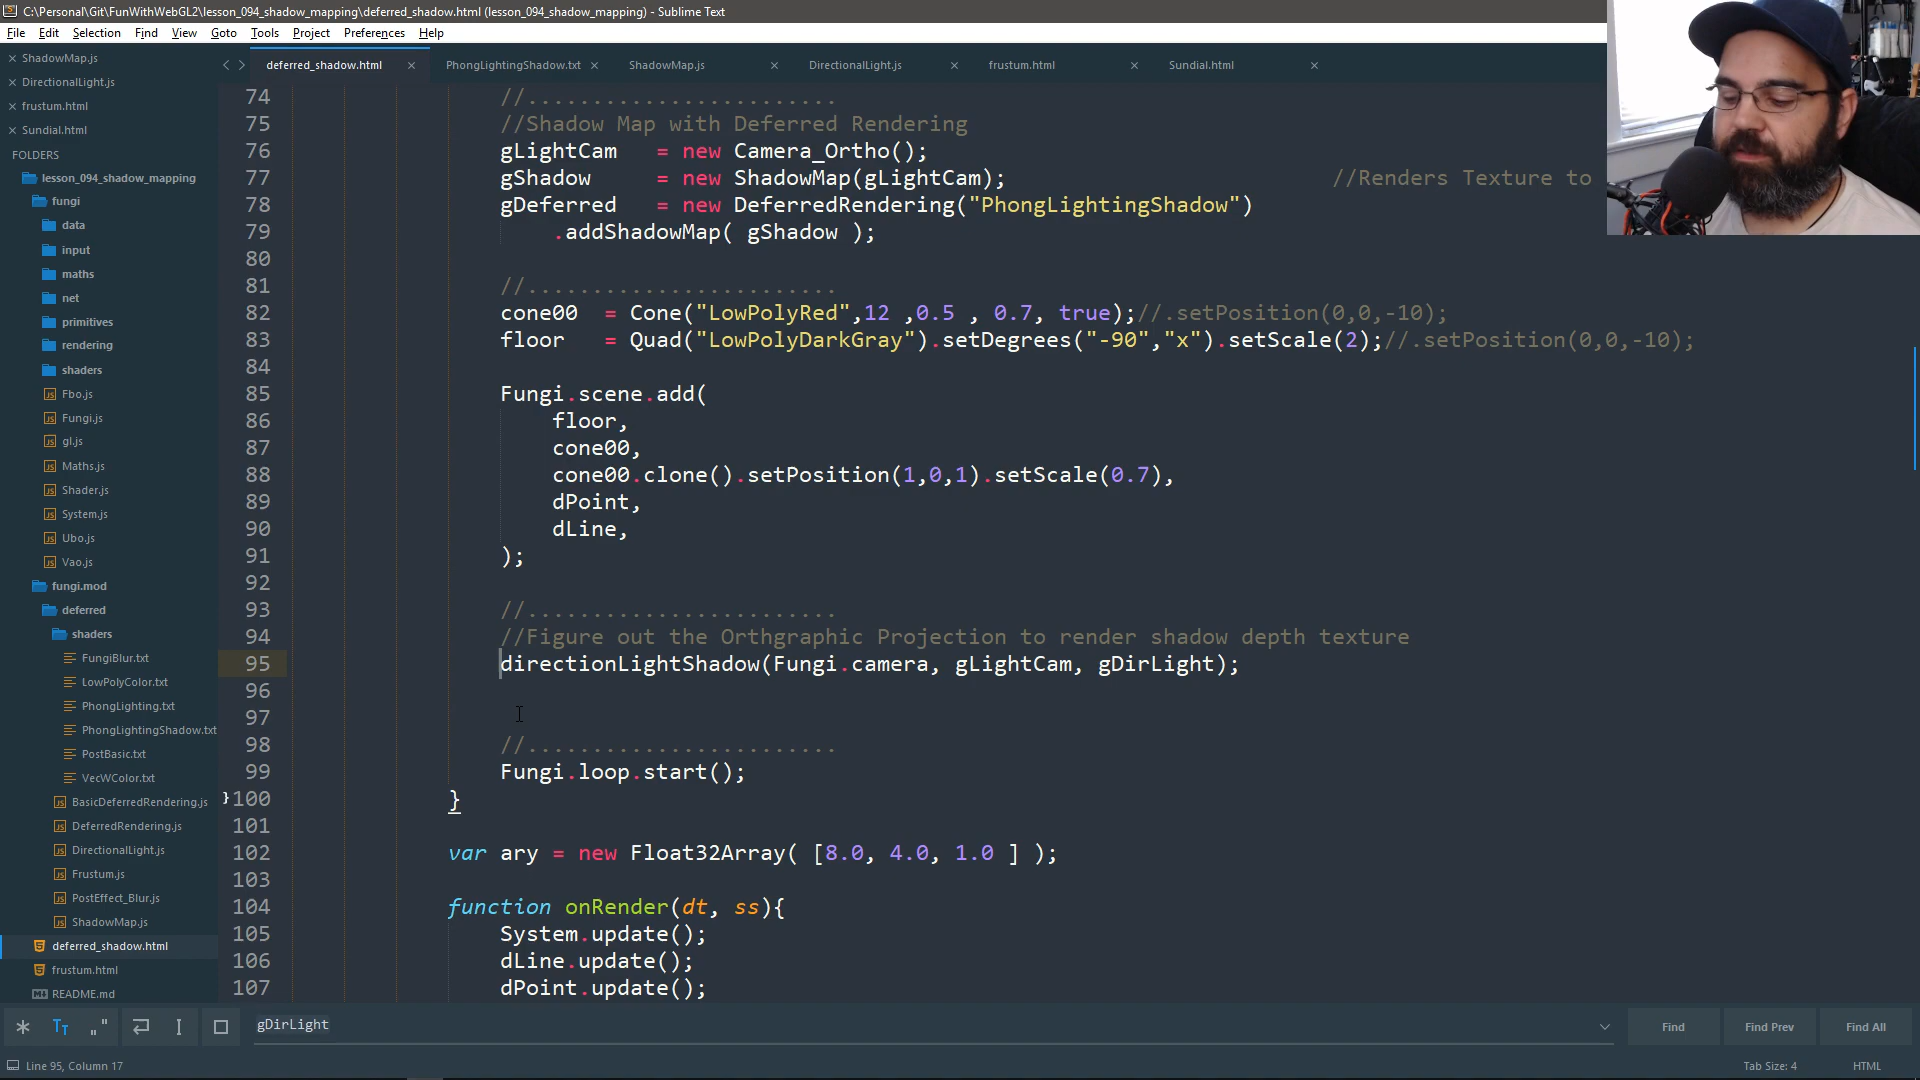 C:\Personal\Git\FunWithWebGL2\lesson_094_shadow_mapping\deferred_shadow.html (lesson_094_shadow_mapping) - Sublime Text
File Edit Selection Find View Goto Tools Project Preferences Help
ShadowMap.js
DirectionalLight.js
frustum.html
Sundial.html
FOLDERS
lesson_094_shadow_mapping
fungi
data
input
maths
net
primitives
rendering
shaders
Fbo.js
Fungi.js
gl.js
Maths.js
Shader.js
System.js
Ubo.js
Vao.js
fungi.mod
deferred
shaders
FungiBlur.txt
LowPolyColor.txt
PhongLighting.txt
PhongLightingShadow.txt
PostBasic.txt
VecWColor.txt
BasicDeferredRendering.js
DeferredRendering.js
DirectionalLight.js
Frustum.js
PostEffect_Blur.js
ShadowMap.js
deferred_shadow.html
frustum.html
README.md
deferred_shadow.html PhongLightingShadow.txt ShadowMap.js DirectionalLight.js frustum.html Sundial.html
74 //........................
75 //Shadow Map with Deferred Rendering
76 gLightCam = new Camera_Ortho();
77 gShadow = new ShadowMap(gLightCam); //Renders Texture to
78 gDeferred = new DeferredRendering("PhongLightingShadow")
79 .addShadowMap( gShadow );
80
81 //........................
82 cone00 = Cone("LowPolyRed",12 ,0.5 , 0.7, true);//.setPosition(0,0,-10);
83 floor = Quad("LowPolyDarkGray").setDegrees("-90","x").setScale(2);//.setPosition(0,0,-10);
84
85 Fungi.scene.add(
86 floor,
87 cone00,
88 cone00.clone().setPosition(1,0,1).setScale(0.7),
89 dPoint,
90 dLine,
91 );
92
93 //........................
94 //Figure out the Orthgraphic Projection to render shadow depth texture
95 directionLightShadow(Fungi.camera, gLightCam, gDirLight);
96
97
98 //........................
99 Fungi.loop.start();
100 }
101
102 var ary = new Float32Array( [8.0, 4.0, 1.0 ] );
103
104 function onRender(dt, ss){
105 System.update();
106 dLine.update();
107 dPoint.update();
gDirLight
Find Find Prev Find All
Line 95, Column 17
Tab Size: 4 HTML